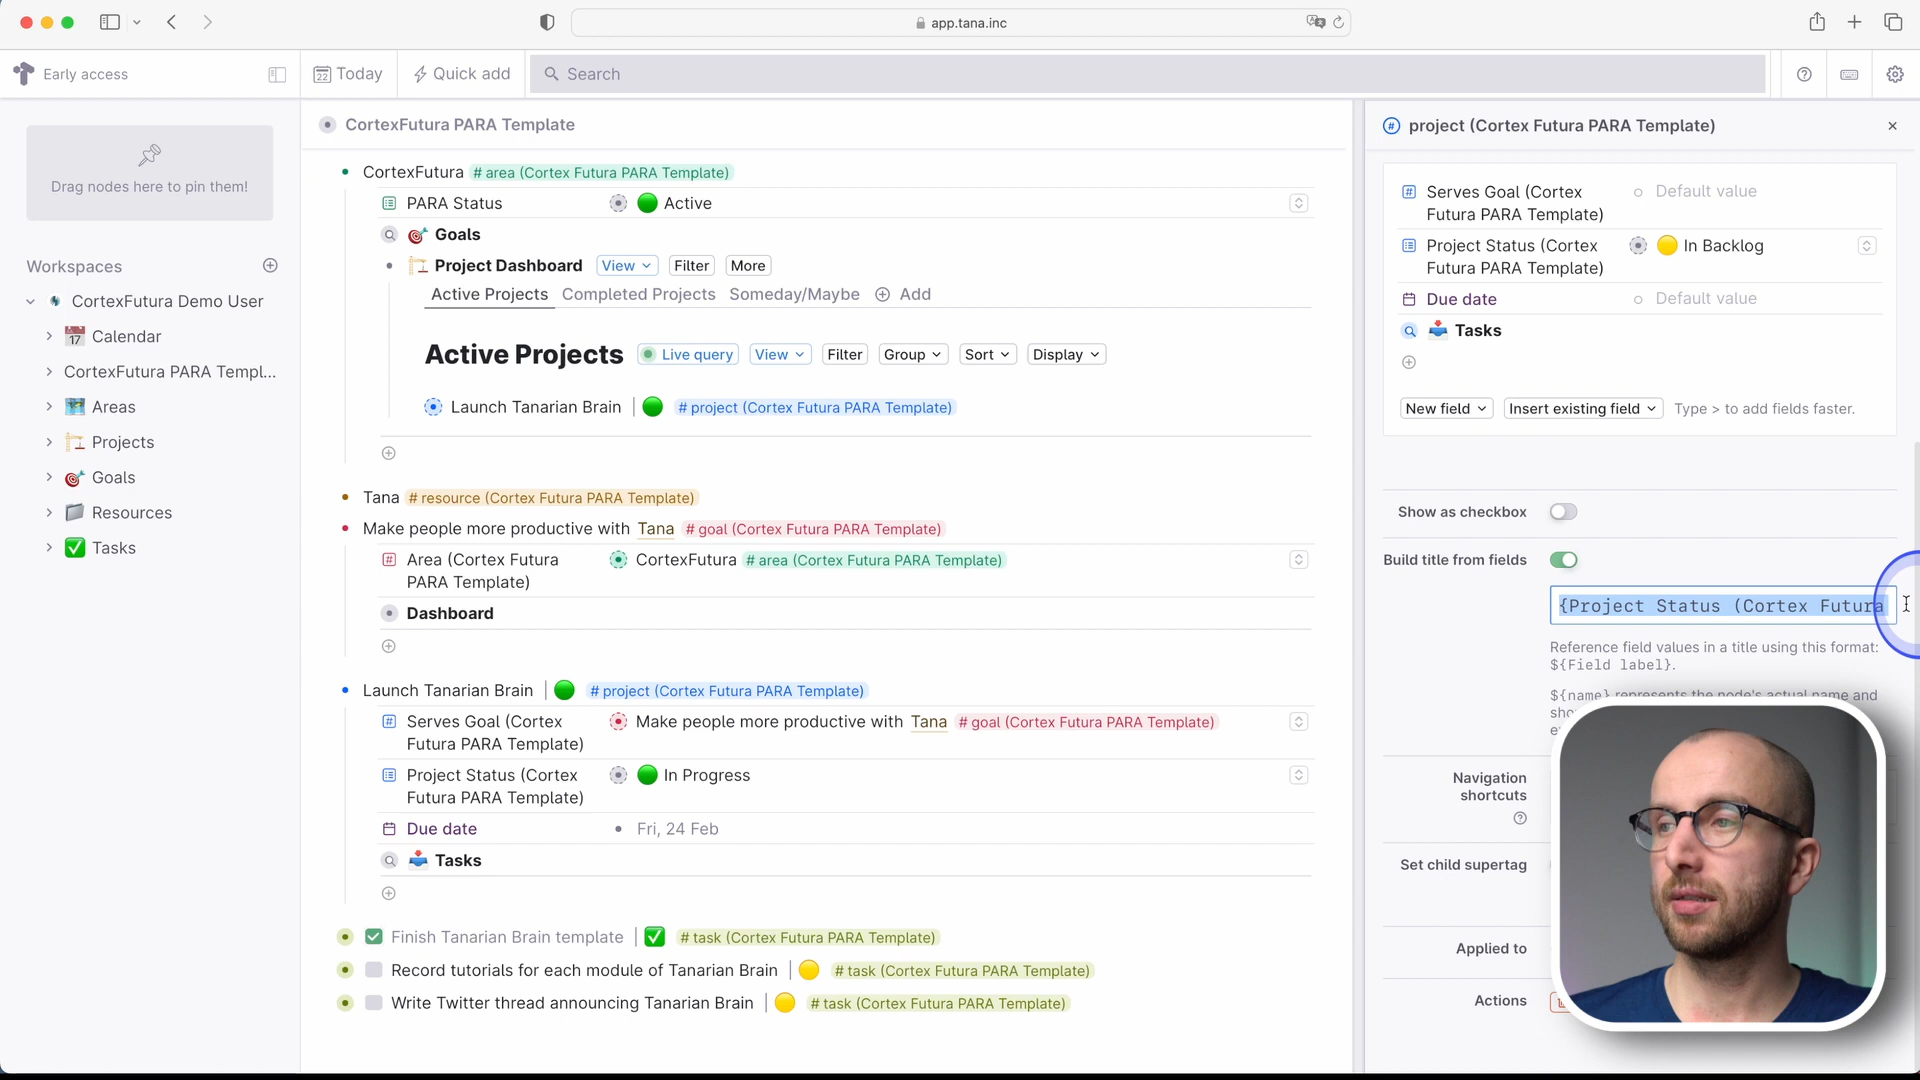 app.tana.inc
Early access
22 Today
Quick add
Search
Drag nodes here to pin them!
Workspaces
CortexFutura Demo User
17 Calendar
CortexFutura PARA Templ...
Areas
Projects
Goals
Resources
Tasks
CortexFutura PARA Template
CortexFutura # area (Cortex Futura PARA Template)
PARA Status Active
Goals
Project Dashboard View Filter More
Active Projects Completed Projects Someday/Maybe Add
Active Projects Live query View Filter Group Sort Display
Launch Tanarian Brain | # project (Cortex Futura PARA Template)
Tana # resource (Cortex Futura PARA Template)
Make people more productive with Tana # goal (Cortex Futura PARA Template)
Area (Cortex Futura CortexFutura # area (Cortex Futura PARA Template)
PARA Template)
Dashboard
Launch Tanarian Brain | # project (Cortex Futura PARA Template)
Serves Goal (Cortex Make people more productive with Tana # goal (Cortex Futura PARA Template)
Futura PARA Template)
Project Status (Cortex In Progress
Futura PARA Template)
Due date Fri, 24 Feb
Tasks
Finish Tanarian Brain template | # task (Cortex Futura PARA Template)
Record tutorials for each module of Tanarian Brain | # task (Cortex Futura PARA Template)
Write Twitter thread announcing Tanarian Brain | # task (Cortex Futura PARA Template)
# project (Cortex Futura PARA Template)
Serves Goal (Cortex Default value
Futura PARA Template)
Project Status (Cortex In Backlog
Futura PARA Template)
Due date Default value
Tasks
New field Insert existing field Type > to add fields faster.
Show as checkbox
Build title from fields
{Project Status (Cortex Futura
Reference field values in a title using this format:
${Field label}.
${name} represents the node's actual name and
Navigation
shortcuts
Set child supertag
Applied to
Actions